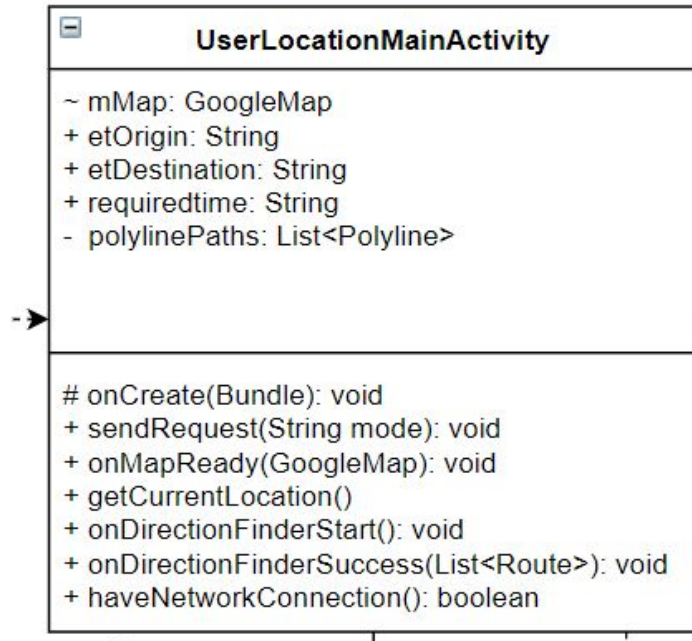 UserLocationMainActivity
~ mMap: GoogleMap
+ etOrigin: String
+ etDestination: String
+ requiredtime: String
- polylinePaths: List<Polyline>
# onCreate(Bundle): void
+ sendRequest(String mode): void
+ onMapReady(GoogleMap): void
+ getCurrentLocation()
+ onDirectionFinderStart(): void
+ onDirectionFinderSuccess(List<Route>): void
+ haveNetworkConnection(): boolean